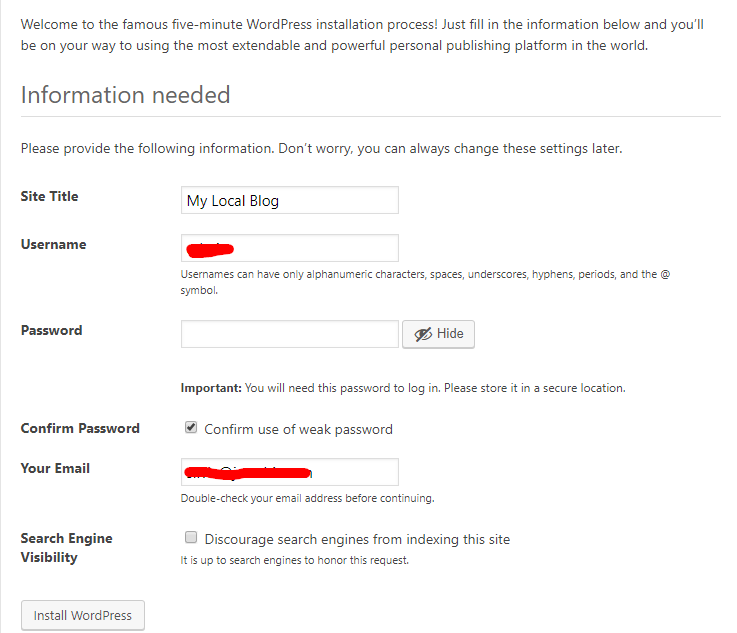 Welcome to the famous five-minute WordPress installation process! Just fill in the information below and you’ll
be on your way to using the most extendable and powerful personal publishing platform in the world.
Information needed
Please provide the following information. Don’t worry, you can always change these settings later.
Site Title
My Local Blog
Username
Usernames can have only alphanumeric characters, spaces, underscores, hyphens, periods, and the @
symbol.
Password
Hide
Important: You will need this password to log in. Please store it in a secure location.
Confirm Password
Confirm use of weak password
Your Email
Double-check your email address before continuing.
Search Engine
Visibility
Discourage search engines from indexing this site
It is up to search engines to honor this request.
Install WordPress